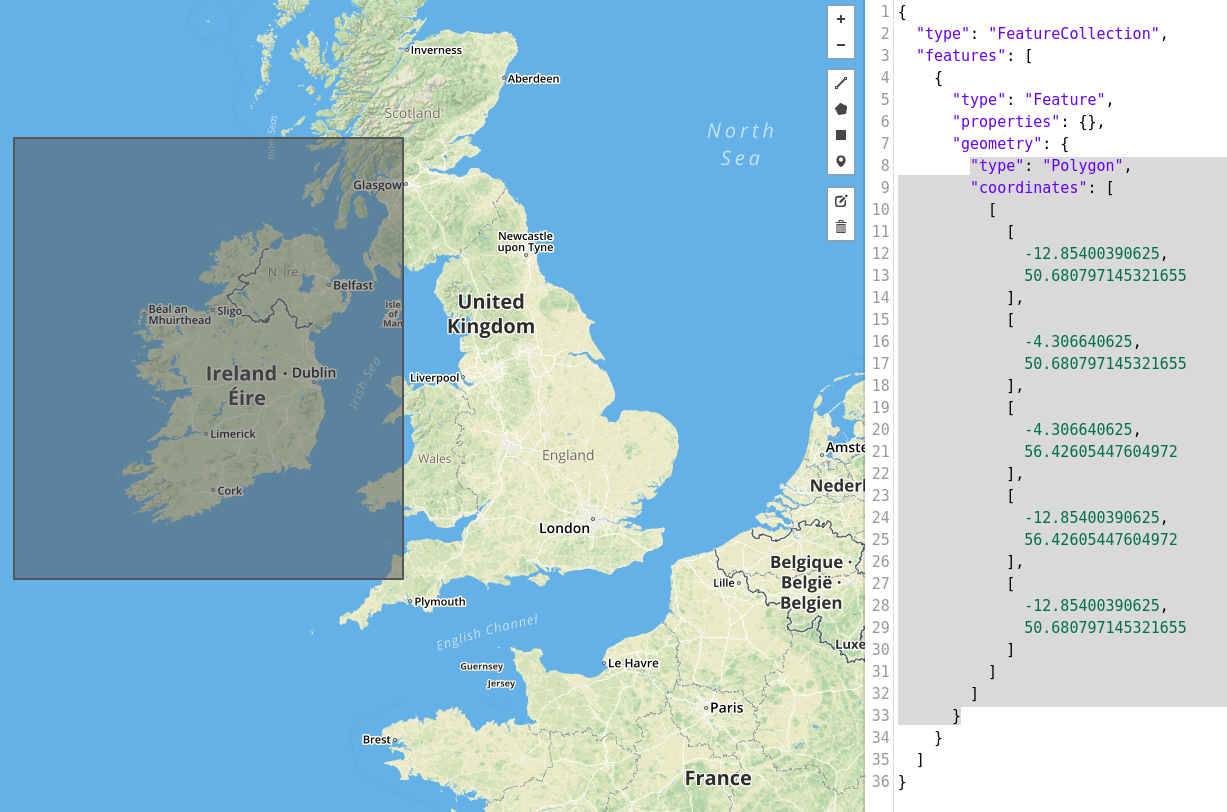 Inverness
Aberdeen
Scotland
North
Sea
Inner Seas
Glasgow
Newcastle
upon Tyne
N. Ire.
Belfast
Béal an
Mhuirthead
Sligo
Isle
of
Man
United
Kingdom
Ireland ·
Éire
Dublin
Irish Sea
Liverpool
Limerick
Wales
England
Cork
London
Amste
Nederl
Belgique ·
België ·
Belgien
Lille
Plymouth
English Channel
Luxe
Guernsey
Jersey
Le Havre
Paris
Brest
France
+
−
1 {
2 "type": "FeatureCollection",
3 "features": [
4 {
5 "type": "Feature",
6 "properties": {},
7 "geometry": {
8 "type": "Polygon",
9 "coordinates": [
10 [
11 [
12 -12.85400390625,
13 50.680797145321655
14 ],
15 [
16 -4.306640625,
17 50.680797145321655
18 ],
19 [
20 -4.306640625,
21 56.42605447604972
22 ],
23 [
24 -12.85400390625,
25 56.42605447604972
26 ],
27 [
28 -12.85400390625,
29 50.680797145321655
30 ]
31 ]
32 ]
33 }
34 }
35 ]
36 }